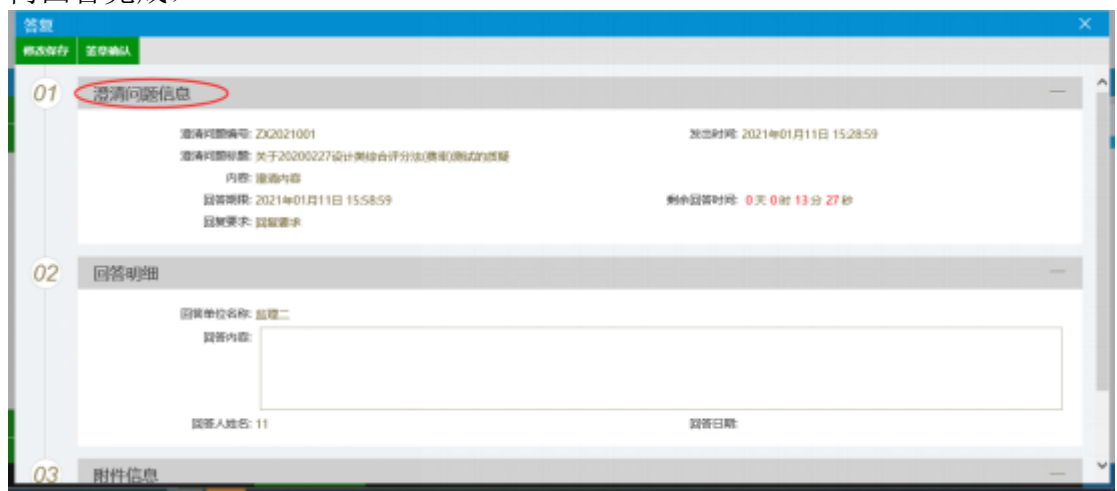 答复
修改保存 签章确认
01 澄清问题信息
澄清问题编号: ZX2021001 发出时间: 2021年01月11日 15:28:59
澄清问题标题: 关于20200227设计类综合评分法(费率)测试的质疑
内容: 澄清内容
回答期限: 2021年01月11日 15:58:59 剩余回答时间: 0 天 0 时 13 分 27 秒
回复要求: 回复要求
02 回答明细
回答单位名称: 监理二
回答内容:
回答人姓名: 11 回答日期:
03 附件信息